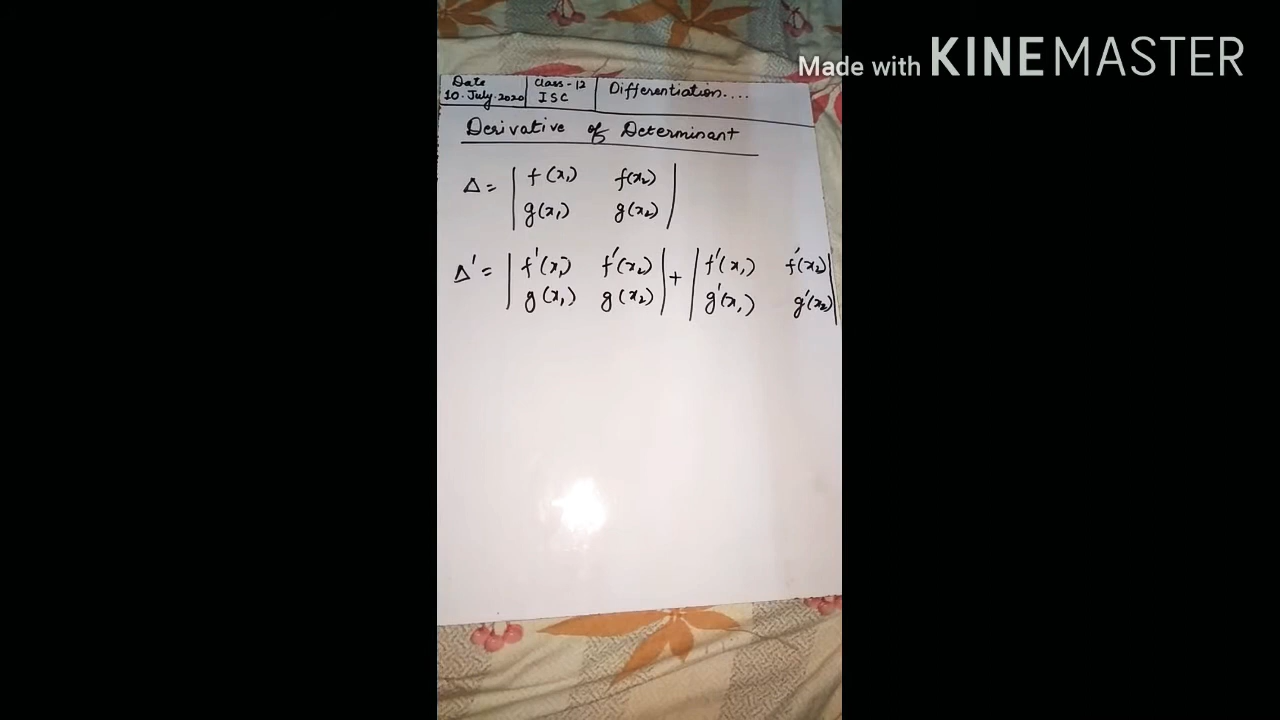 Made with KINEMASTER
Date
10.July.2020
Class-12
ISC
Differentiation....
Derivative of Determinant
Δ = | f(x₁) f(x₂) |
| g(x₁) g(x₂) |
Δ' = | f'(x₁) f'(x₂) | + | f'(x₁) f'(x₂) |
| g(x₁) g(x₂) | | g'(x₁) g'(x₂) |